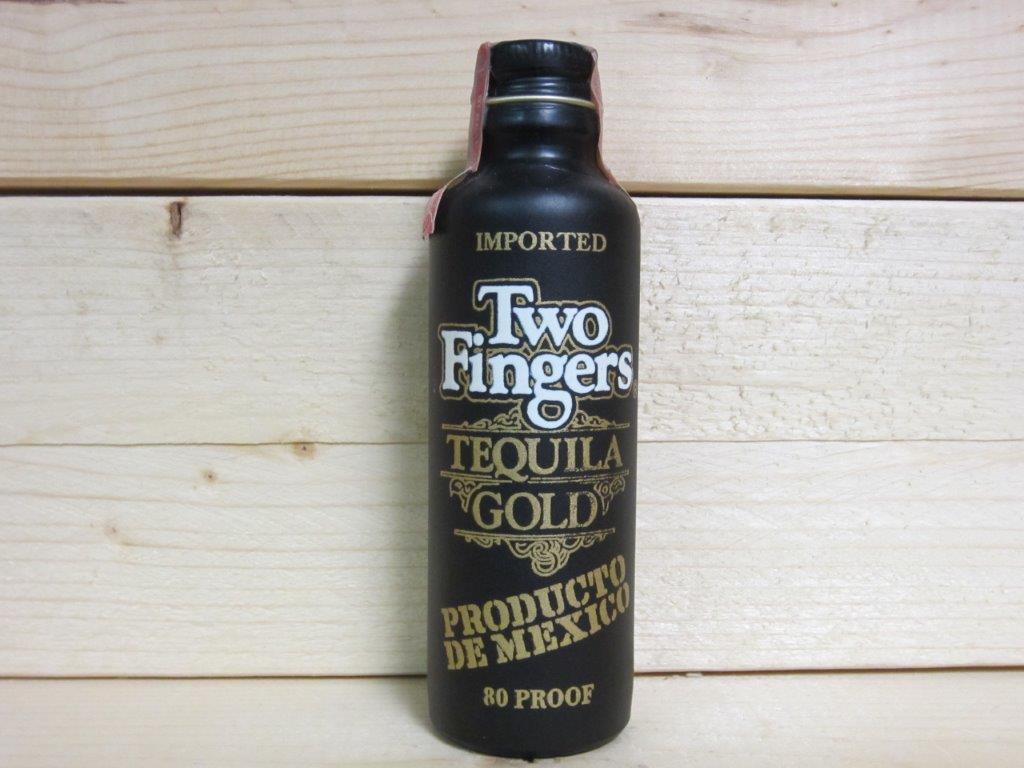 IMPORTED
Two
Fingers
TEQUILA
GOLD
PRODUCTO
DE MEXICO
80 PROOF